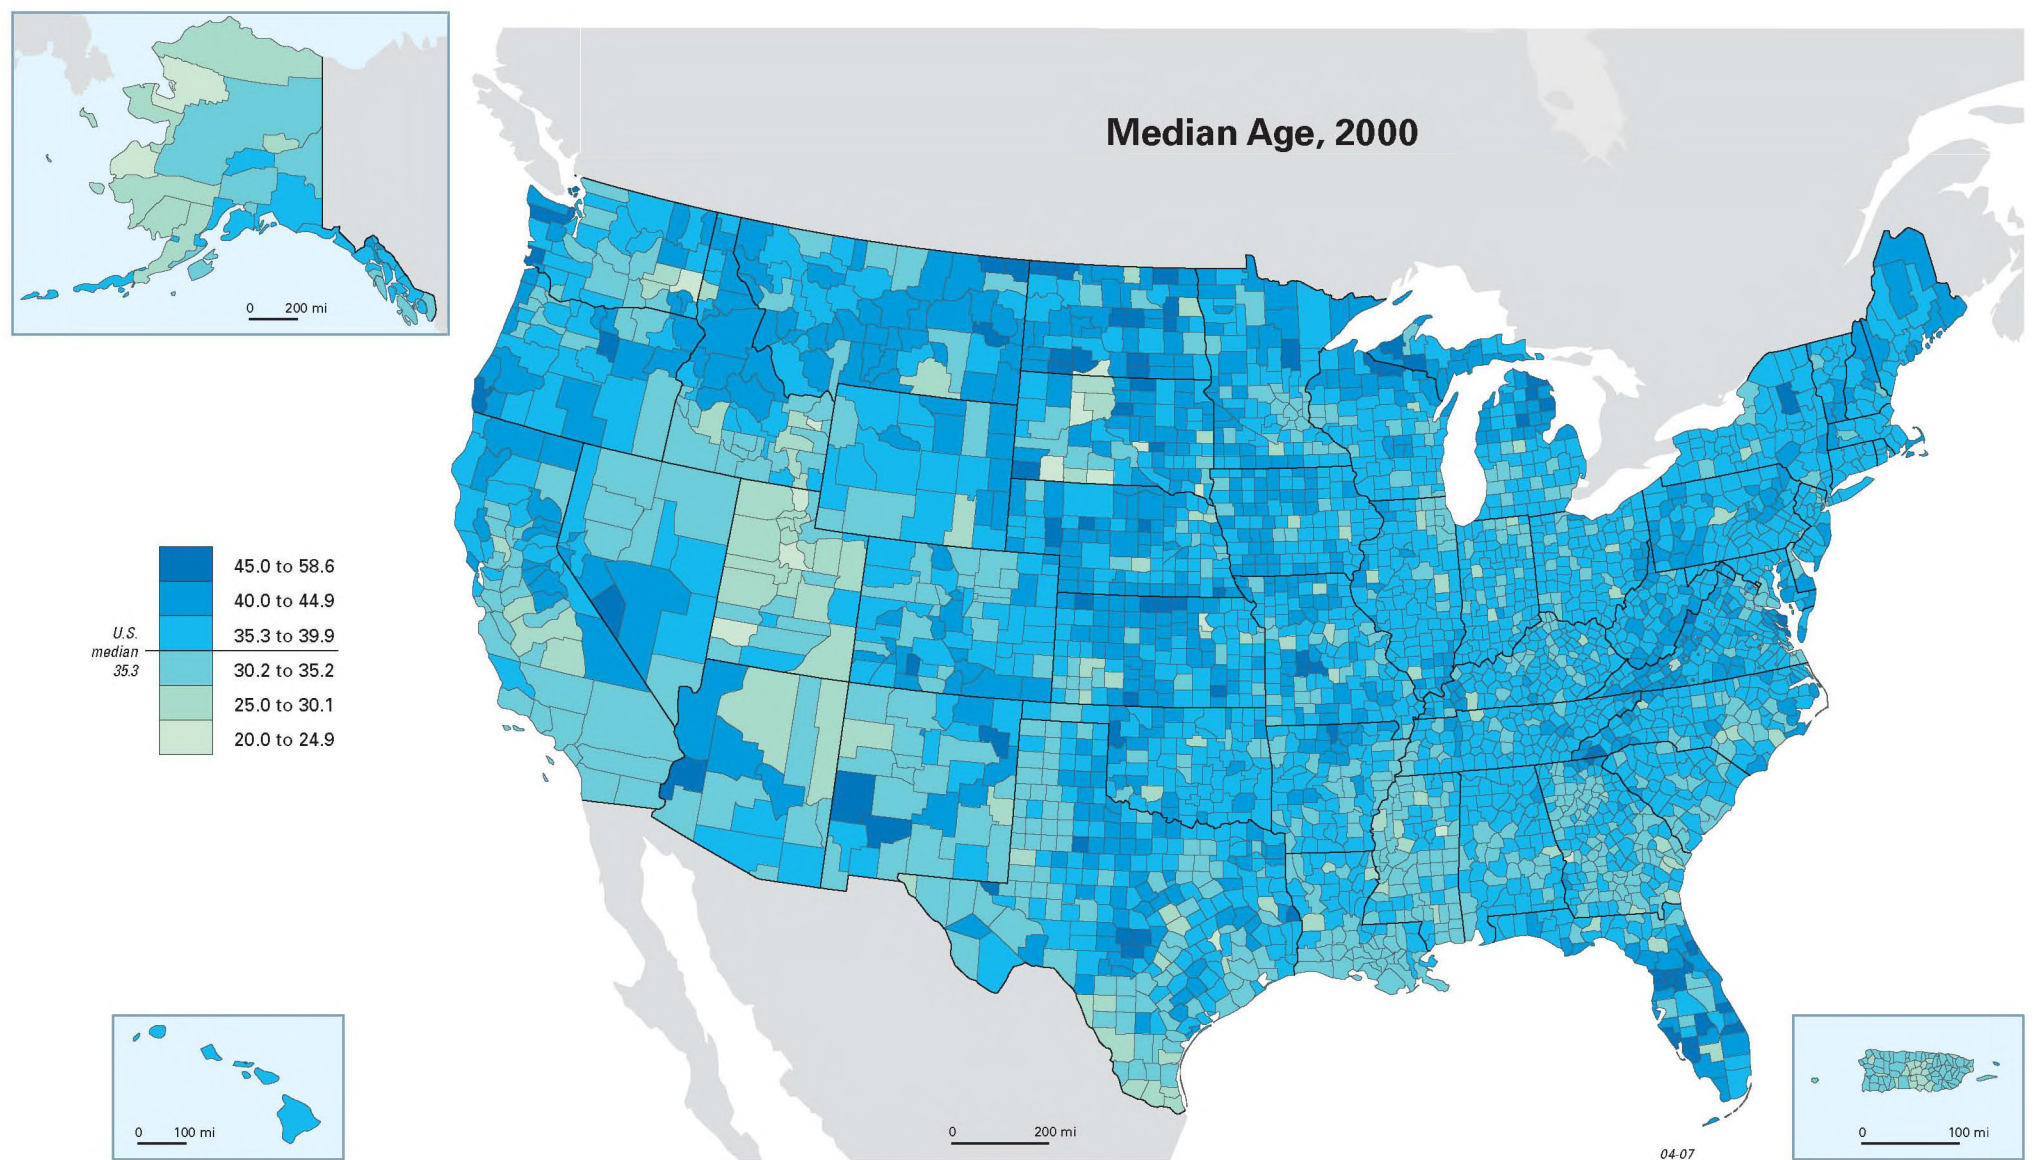 0 200 mi
Median Age, 2000
45.0 to 58.6
40.0 to 44.9
35.3 to 39.9
U.S.
median
35.3
30.2 to 35.2
25.0 to 30.1
20.0 to 24.9
0 100 mi
0 200 mi
0 100 mi
04-07